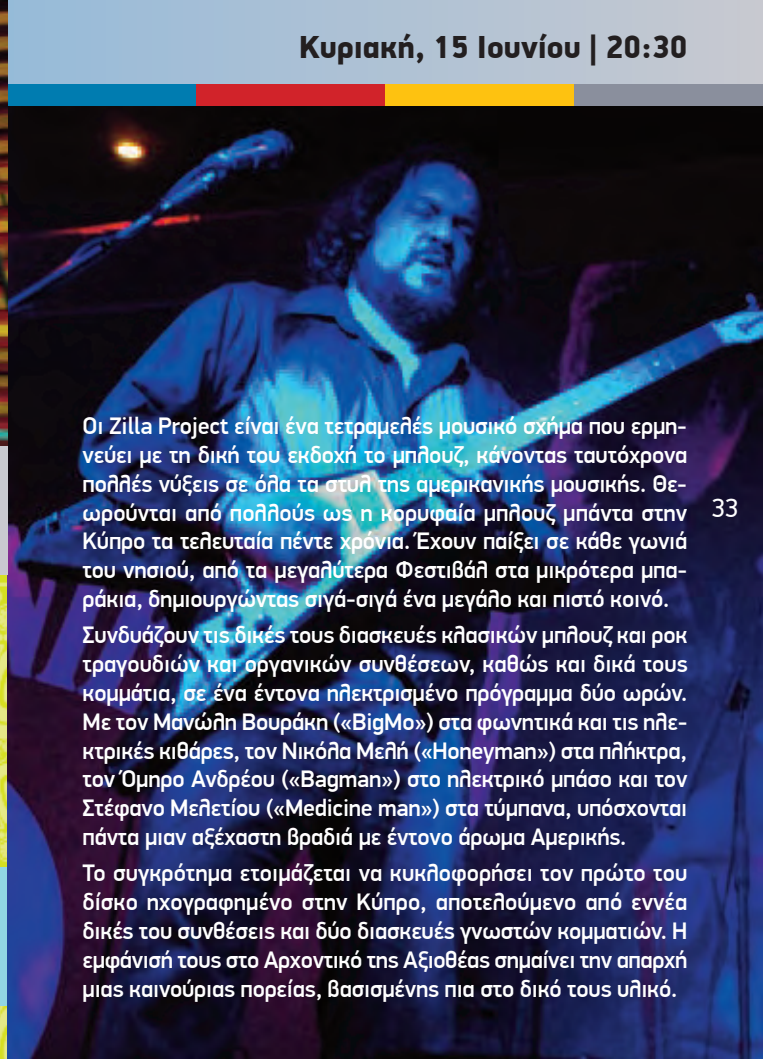 Κυριακή, 15 Ιουνίου | 20:30
Οι Zilla Project είναι ένα τετραμελές μουσικό σχήμα που ερμη-
νεύει με τη δική του εκδοχή το μπλουζ, κάνοντας ταυτόχρονα
πολλές νύξεις σε όλα τα στυλ της αμερικανικής μουσικής. Θε-
ωρούνται από πολλούς ως η κορυφαία μπλουζ μπάντα στην
Κύπρο τα τελευταία πέντε χρόνια. Έχουν παίξει σε κάθε γωνιά
του νησιού, από τα μεγαλύτερα Φεστιβάλ στα μικρότερα μπα-
ράκια, δημιουργώντας σιγά-σιγά ένα μεγάλο και πιστό κοινό.
Συνδυάζουν τις δικές τους διασκευές κλασικών μπλουζ και ροκ
τραγουδιών και οργανικών συνθέσεων, καθώς και δικά τους
κομμάτια, σε ένα έντονα ηλεκτρισμένο πρόγραμμα δύο ωρών.
Με τον Μανώλη Βουράκη («BigMo») στα φωνητικά και τις ηλε-
κτρικές κιθάρες, τον Νικόλα Μελή («Honeyman») στα πλήκτρα,
τον Όμηρο Ανδρέου («Bagman») στο ηλεκτρικό μπάσο και τον
Στέφανο Μελετίου («Medicine man») στα τύμπανα, υπόσχονται
πάντα μιαν αξέχαστη βραδιά με έντονο άρωμα Αμερικής.
Το συγκρότημα ετοιμάζεται να κυκλοφορήσει τον πρώτο του
δίσκο ηχογραφημένο στην Κύπρο, αποτελούμενο από εννέα
δικές του συνθέσεις και δύο διασκευές γνωστών κομματιών. Η
εμφάνισή τους στο Αρχοντικό της Αξιοθέας σημαίνει την απαρχή
μιας καινούριας πορείας, βασισμένης πια στο δικό τους υλικό.
33